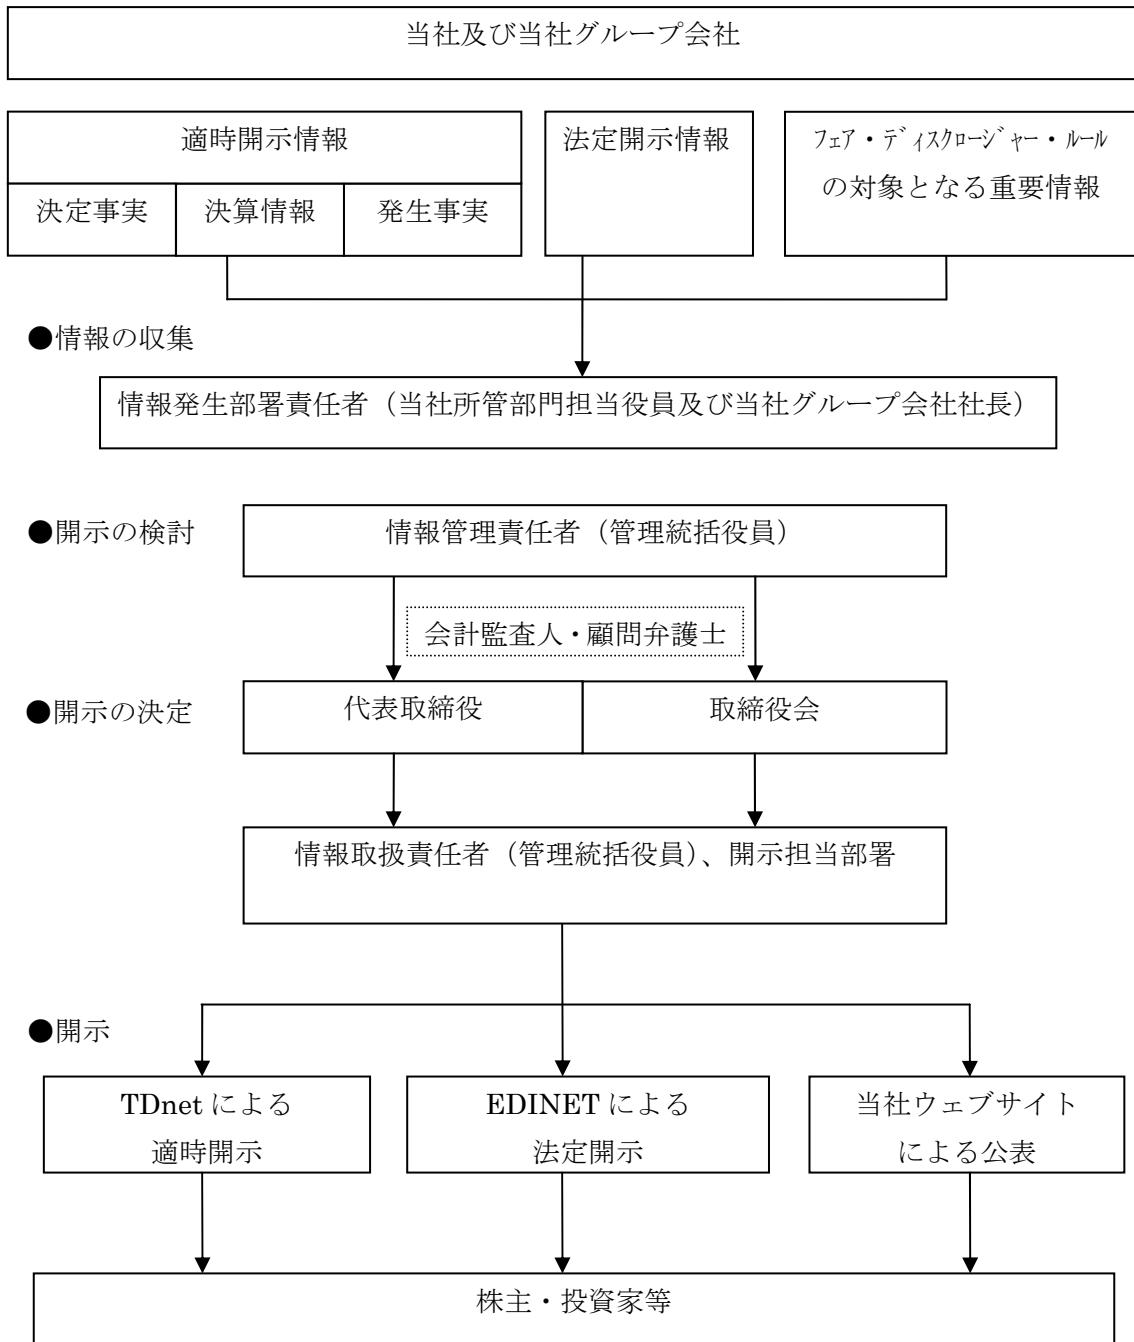 当社及び当社グループ会社
適時開示情報
決定事実
決算情報
発生事実
法定開示情報
フェア・ディスクロージャー・ルール
の対象となる重要情報
●情報の収集
情報発生部署責任者（当社所管部門担当役員及び当社グループ会社社長）
●開示の検討
情報管理責任者（管理統括役員）
会計監査人・顧問弁護士
●開示の決定
代表取締役
取締役会
情報取扱責任者（管理統括役員）、開示担当部署
●開示
TDnet による
適時開示
EDINET による
法定開示
当社ウェブサイト
による公表
株主・投資家等